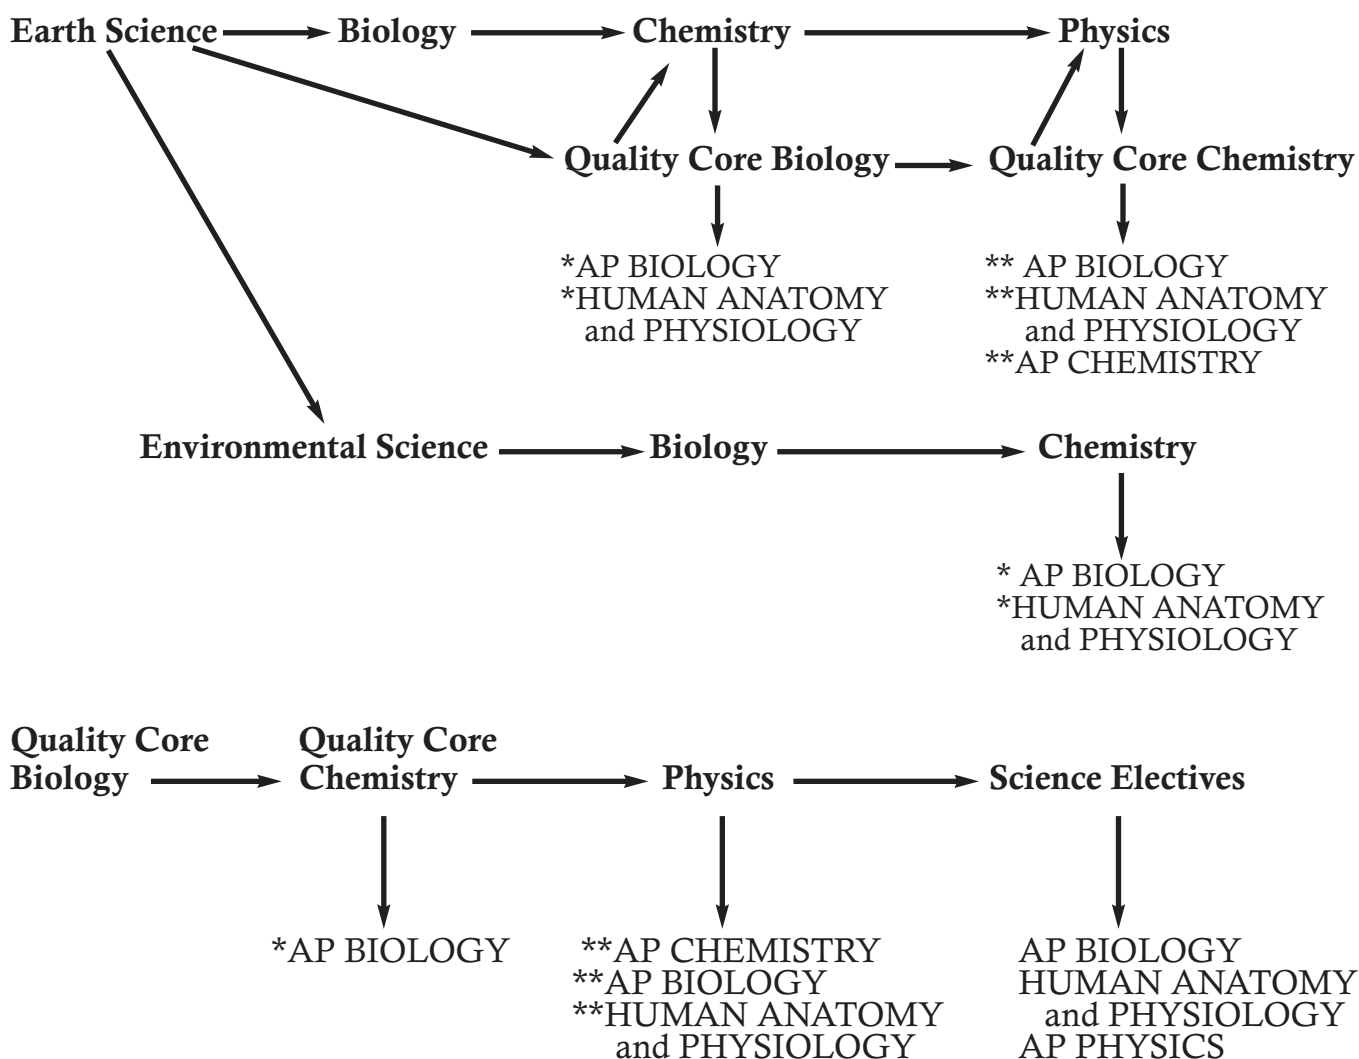 Earth Science Biology Chemistry Physics
Quality Core Biology Quality Core Chemistry
*AP BIOLOGY
*HUMAN ANATOMY
and PHYSIOLOGY
** AP BIOLOGY
**HUMAN ANATOMY
and PHYSIOLOGY
**AP CHEMISTRY
Environmental Science Biology Chemistry
* AP BIOLOGY
*HUMAN ANATOMY
and PHYSIOLOGY
Quality Core
Biology
Quality Core
Chemistry
Physics
Science Electives
*AP BIOLOGY
**AP CHEMISTRY
**AP BIOLOGY
**HUMAN ANATOMY
and PHYSIOLOGY
AP BIOLOGY
HUMAN ANATOMY
and PHYSIOLOGY
AP PHYSICS